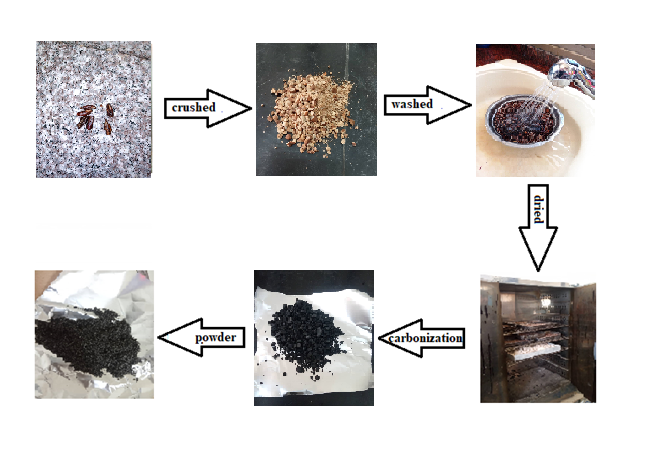 crushed
washed
dried
carbonization
powder